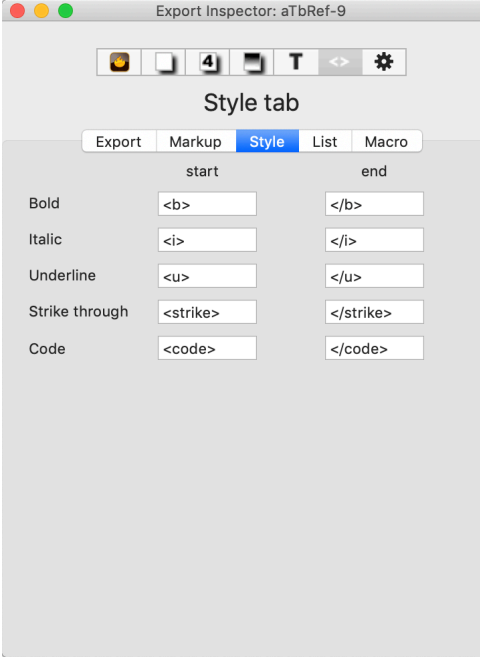 Export Inspector: aTbRef-9
4 T <>
Style tab
Export Markup Style List Macro
start end
Bold <b> </b>
Italic <i> </i>
Underline <u> </u>
Strike through <strike> </strike>
Code <code> </code>